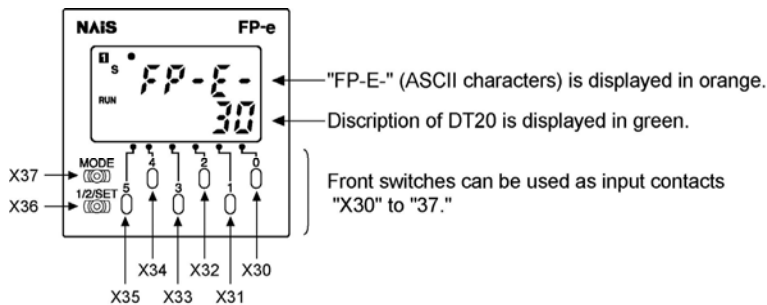 NAiS FP-e
1 S FP-E-
"FP-E-" (ASCII characters) is displayed in orange.
RUN 30
Discription of DT20 is displayed in green.
MODE 4 2 0
X37
1/2/SET 5 3 1
X36
Front switches can be used as input contacts
"X30" to "37."
X34 X32 X30
X35 X33 X31